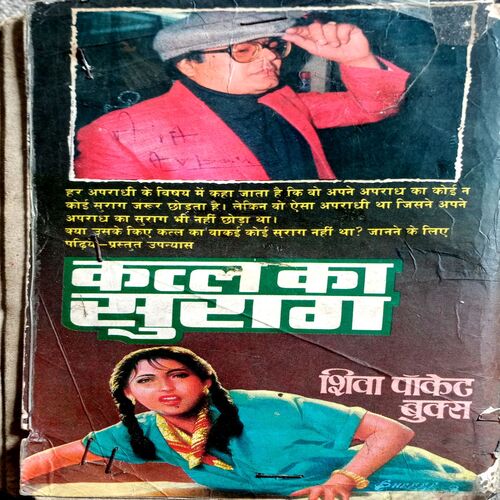 हर अपराधी के विषय में कहा जाता है कि वो अपने अपराध का कोई न
कोई सुराग जरूर छोड़ता है। लेकिन वो ऐसा अपराधी था जिसने अपने
अपराध का सुराग भी नहीं छोड़ा था।
क्या उसके किए कत्ल का वाकई कोई सुराग नहीं था? जानने के लिए
पढ़िये—प्रस्तुत उपन्यास
कत्ल का
सुराग
शिवा पॉकेट
बुक्स